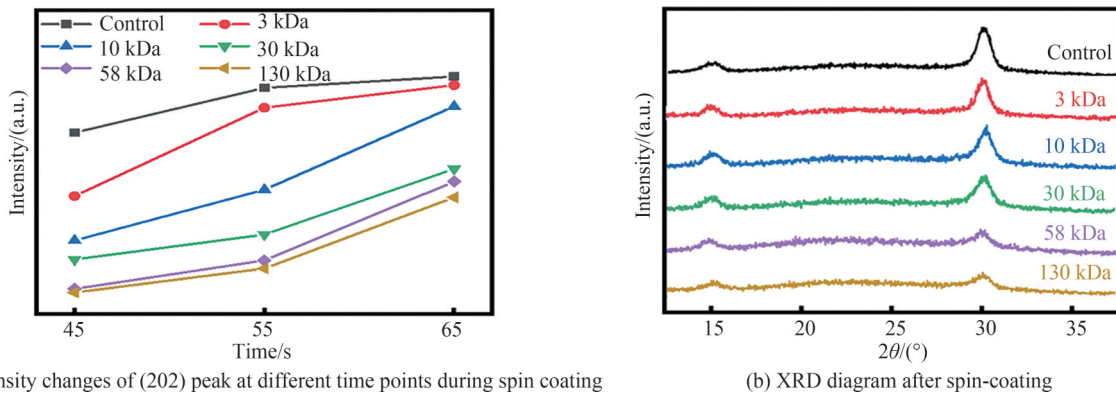 Control
3 kDa
10 kDa
30 kDa
58 kDa
130 kDa
Intensity/(a.u.)
45
55
65
Time/s
changes of (202) peak at different time points during spin coating
Control
3 kDa
10 kDa
30 kDa
58 kDa
130 kDa
Intensity/(a.u.)
15
20
25
30
35
2θ/(°)
(b) XRD diagram after spin-coating